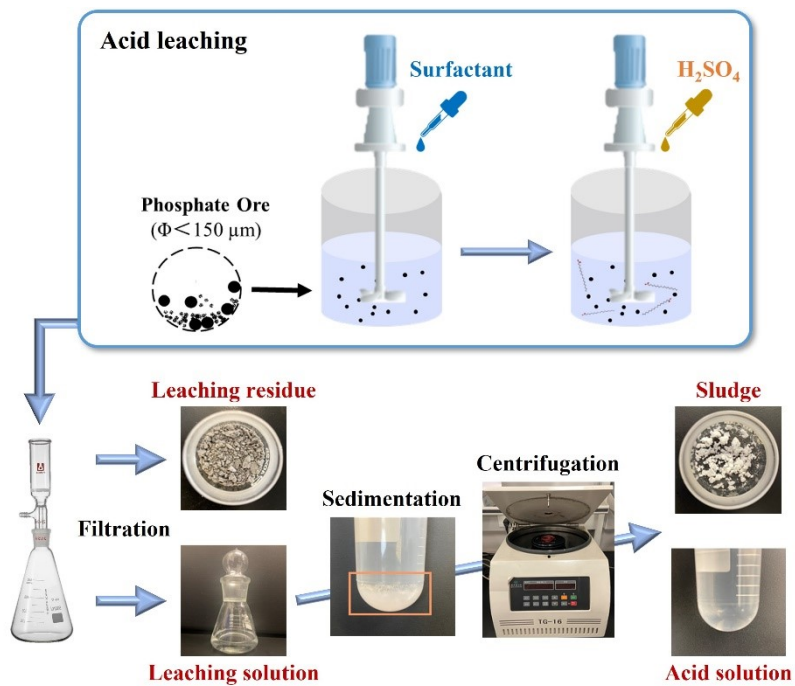 Acid leaching
Surfactant
H₂SO₄
Phosphate Ore
(Φ<150 μm)
Leaching residue
Sludge
Centrifugation
Sedimentation
Filtration
TG-16
Leaching solution
Acid solution